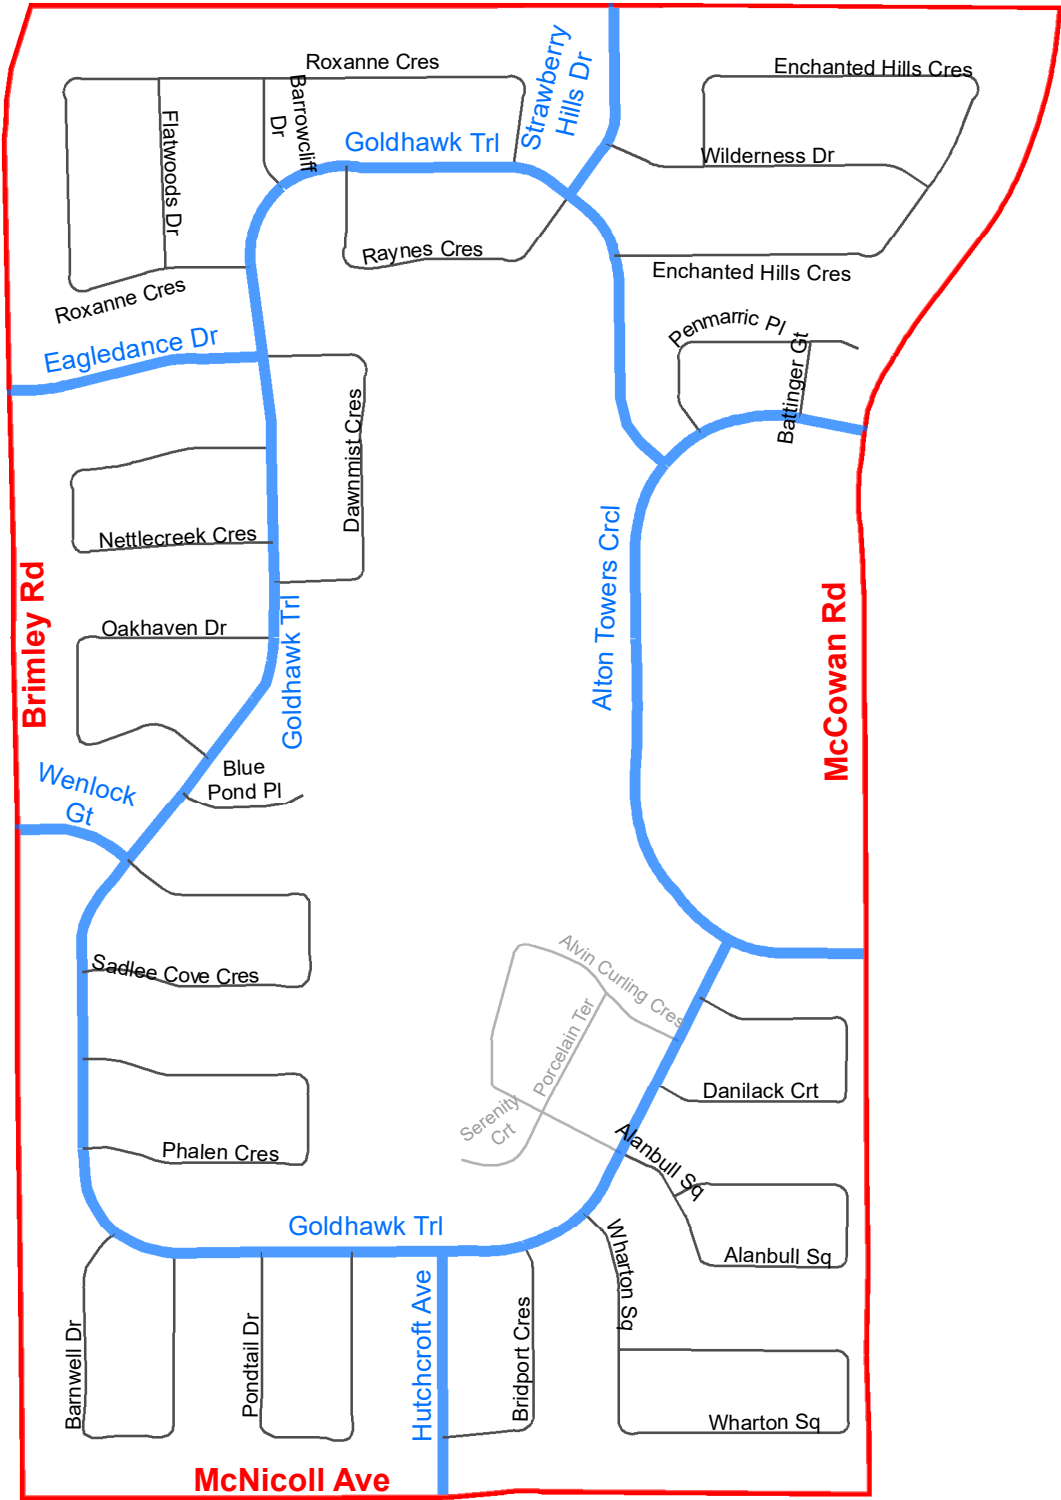 Roxanne Cres
Strawberry
Hills Dr
Enchanted Hills Cres
Barrowcliff
Dr
Flatwoods Dr
Goldhawk Trl
Wilderness Dr
Raynes Cres
Enchanted Hills Cres
Roxanne Cres
Eagledance Dr
Penmarric Pl
Battinger Gt
Dawnmist Cres
Nettlecreek Cres
Alton Towers Crcl
Brimley Rd
McCowan Rd
Oakhaven Dr
Goldhawk Trl
Blue
Pond Pl
Wenlock
Gt
Sadlee Cove Cres
Alvin Curling Cres
Porcelain Ter
Danilack Crt
Serenity
Crt
Phalen Cres
Alanbull Sq
Goldhawk Trl
Wharton Sq
Alanbull Sq
Hutchcroft Ave
Bridport Cres
Barnwell Dr
Pondtail Dr
Wharton Sq
McNicoll Ave